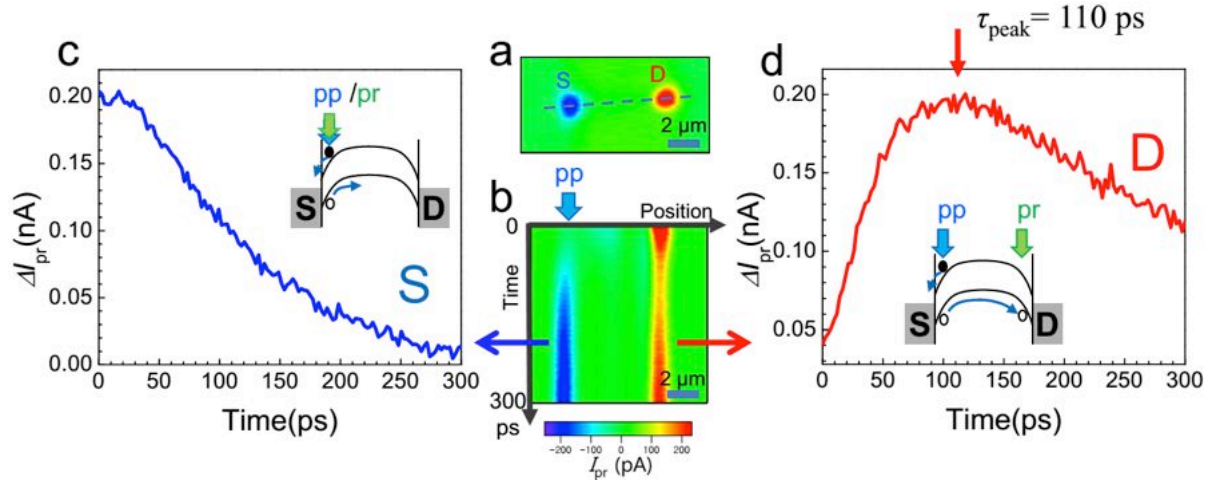 c
0.20
0.15
0.10
0.05
0.00
ΔIpr(nA)
0 50 100 150 200 250 300
Time(ps)
pp /pr
S D
S
a
S D
2 μm
pp
b
Position
0
Time
300
ps
2 μm
−200 −100 0 100 200
Ipr (pA)
τpeak= 110 ps
d
0.20
0.15
0.10
0.05
ΔIpr(nA)
0 50 100 150 200 250 300
Time(ps)
D
pp pr
S D